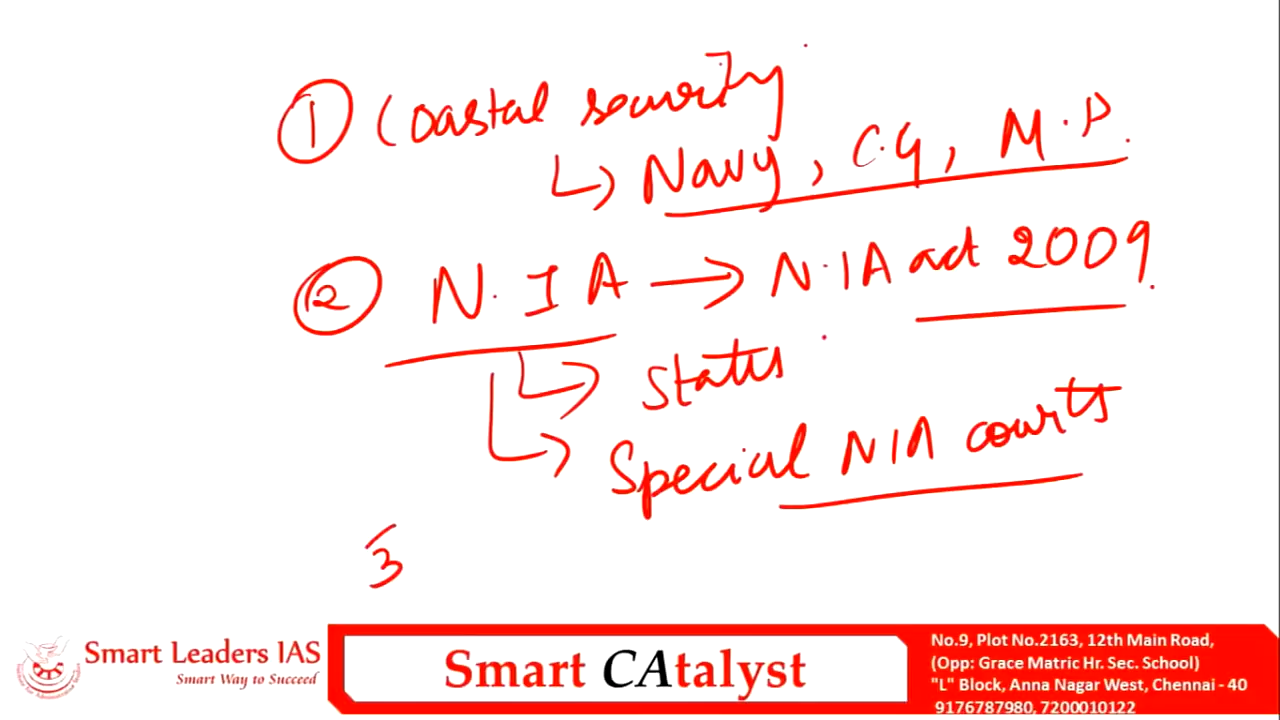 ① Coastal security
↳ Navy, C.G, M.P.
② N.IA → N.IA act 2009.
↳ States
↳ Special NIA courts
3
Smart Leaders IAS
Smart Way to Succeed
Smart CAtalyst
No.9, Plot No.2163, 12th Main Road,
(Opp: Grace Matric Hr. Sec. School)
"L" Block, Anna Nagar West, Chennai - 40
9176787980, 7200010122